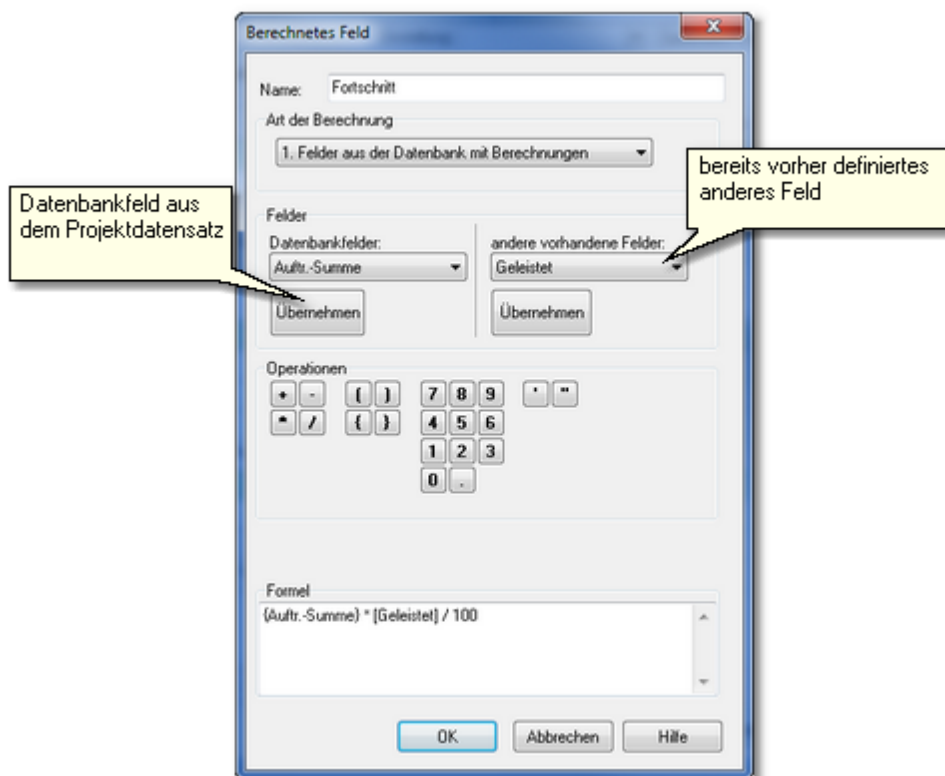 Berechnetes Feld
Name: Fortschritt
Art der Berechnung
1. Felder aus der Datenbank mit Berechnungen
bereits vorher definiertes
anderes Feld
Datenbankfeld aus
dem Projektdatensatz
Felder
Datenbankfelder: andere vorhandene Felder:
Auftr.-Summe Geleistet
Übernehmen Übernehmen
Operationen
+ - ( ) 7 8 9 ' "
* / { } 4 5 6
1 2 3
0 .
Formel
{Auftr.-Summe} * [Geleistet] / 100
OK Abbrechen Hilfe